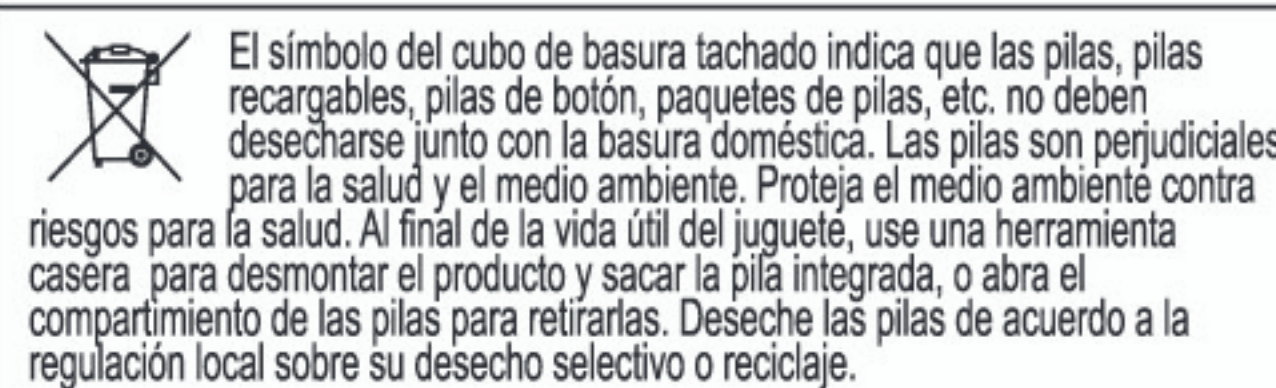 El símbolo del cubo de basura tachado indica que las pilas, pilas
recargables, pilas de botón, paquetes de pilas, etc. no deben
desecharse junto con la basura doméstica. Las pilas son perjudiciales
para la salud y el medio ambiente. Proteja el medio ambiente contra
riesgos para la salud. Al final de la vida útil del juguete, use una herramienta
casera para desmontar el producto y sacar la pila integrada, o abra el
compartimiento de las pilas para retirarlas. Deseche las pilas de acuerdo a la
regulación local sobre su desecho selectivo o reciclaje.